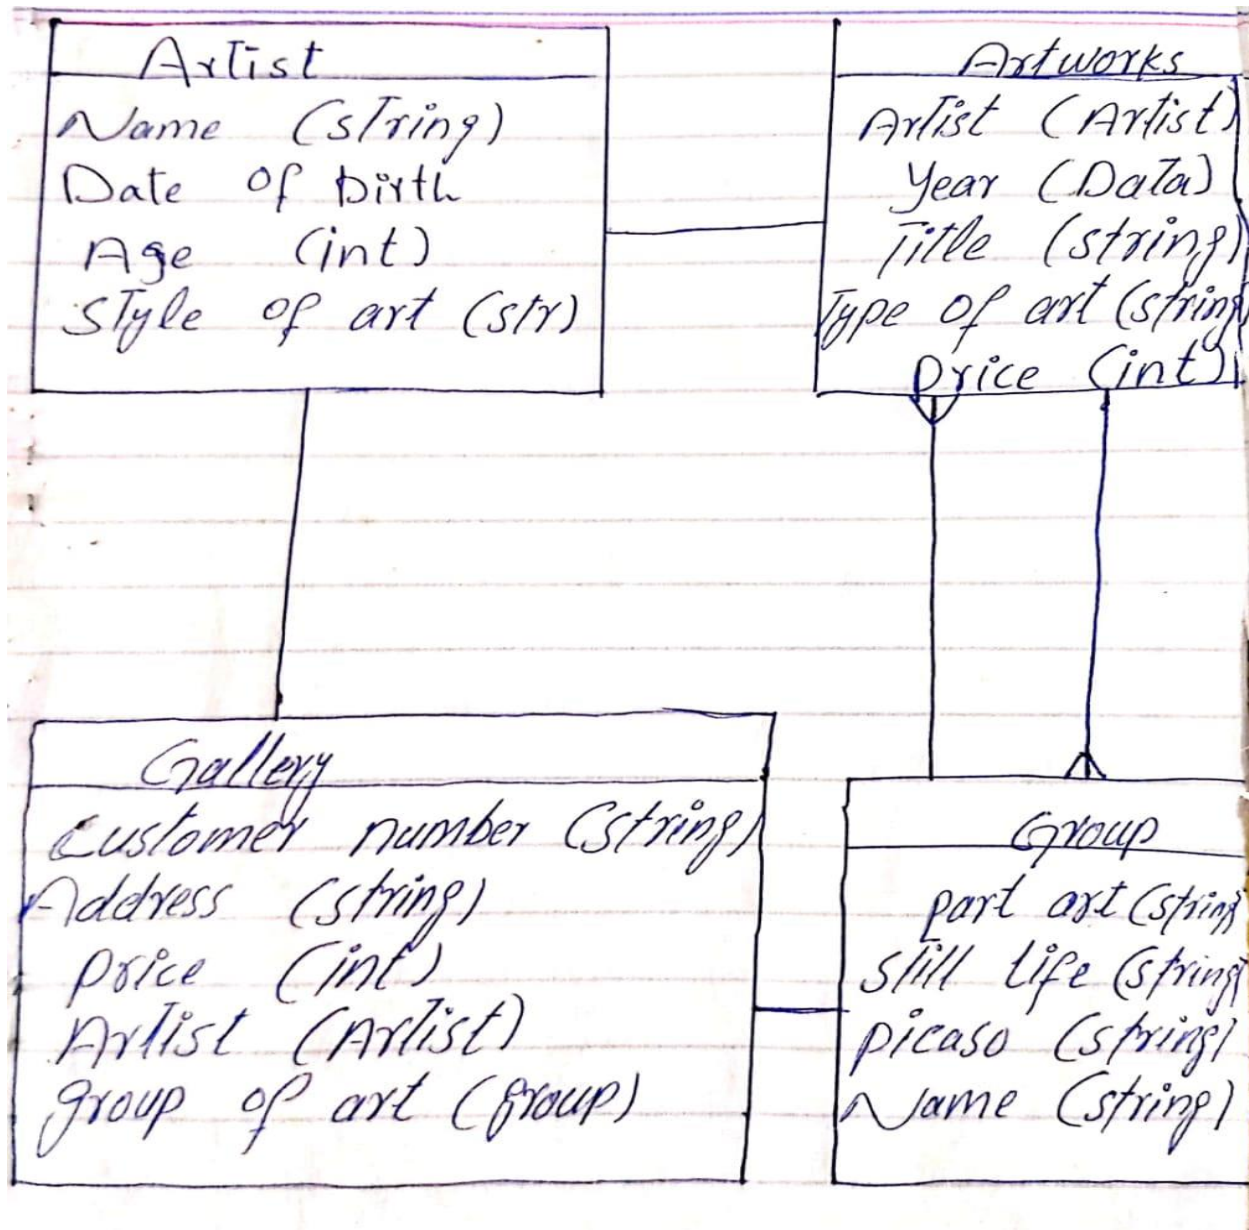 Artist
Name (string)
Date of birth
Age (int)
Style of art (str)
Artworks
Artist (Artist)
Year (Data)
Title (string)
Type of art (string)
price (int)
Gallery
Customer number (string)
Address (string)
price (int)
Artist (Artist)
group of art (group)
Group
part art (string
still life (string)
picaso (string)
Name (string)